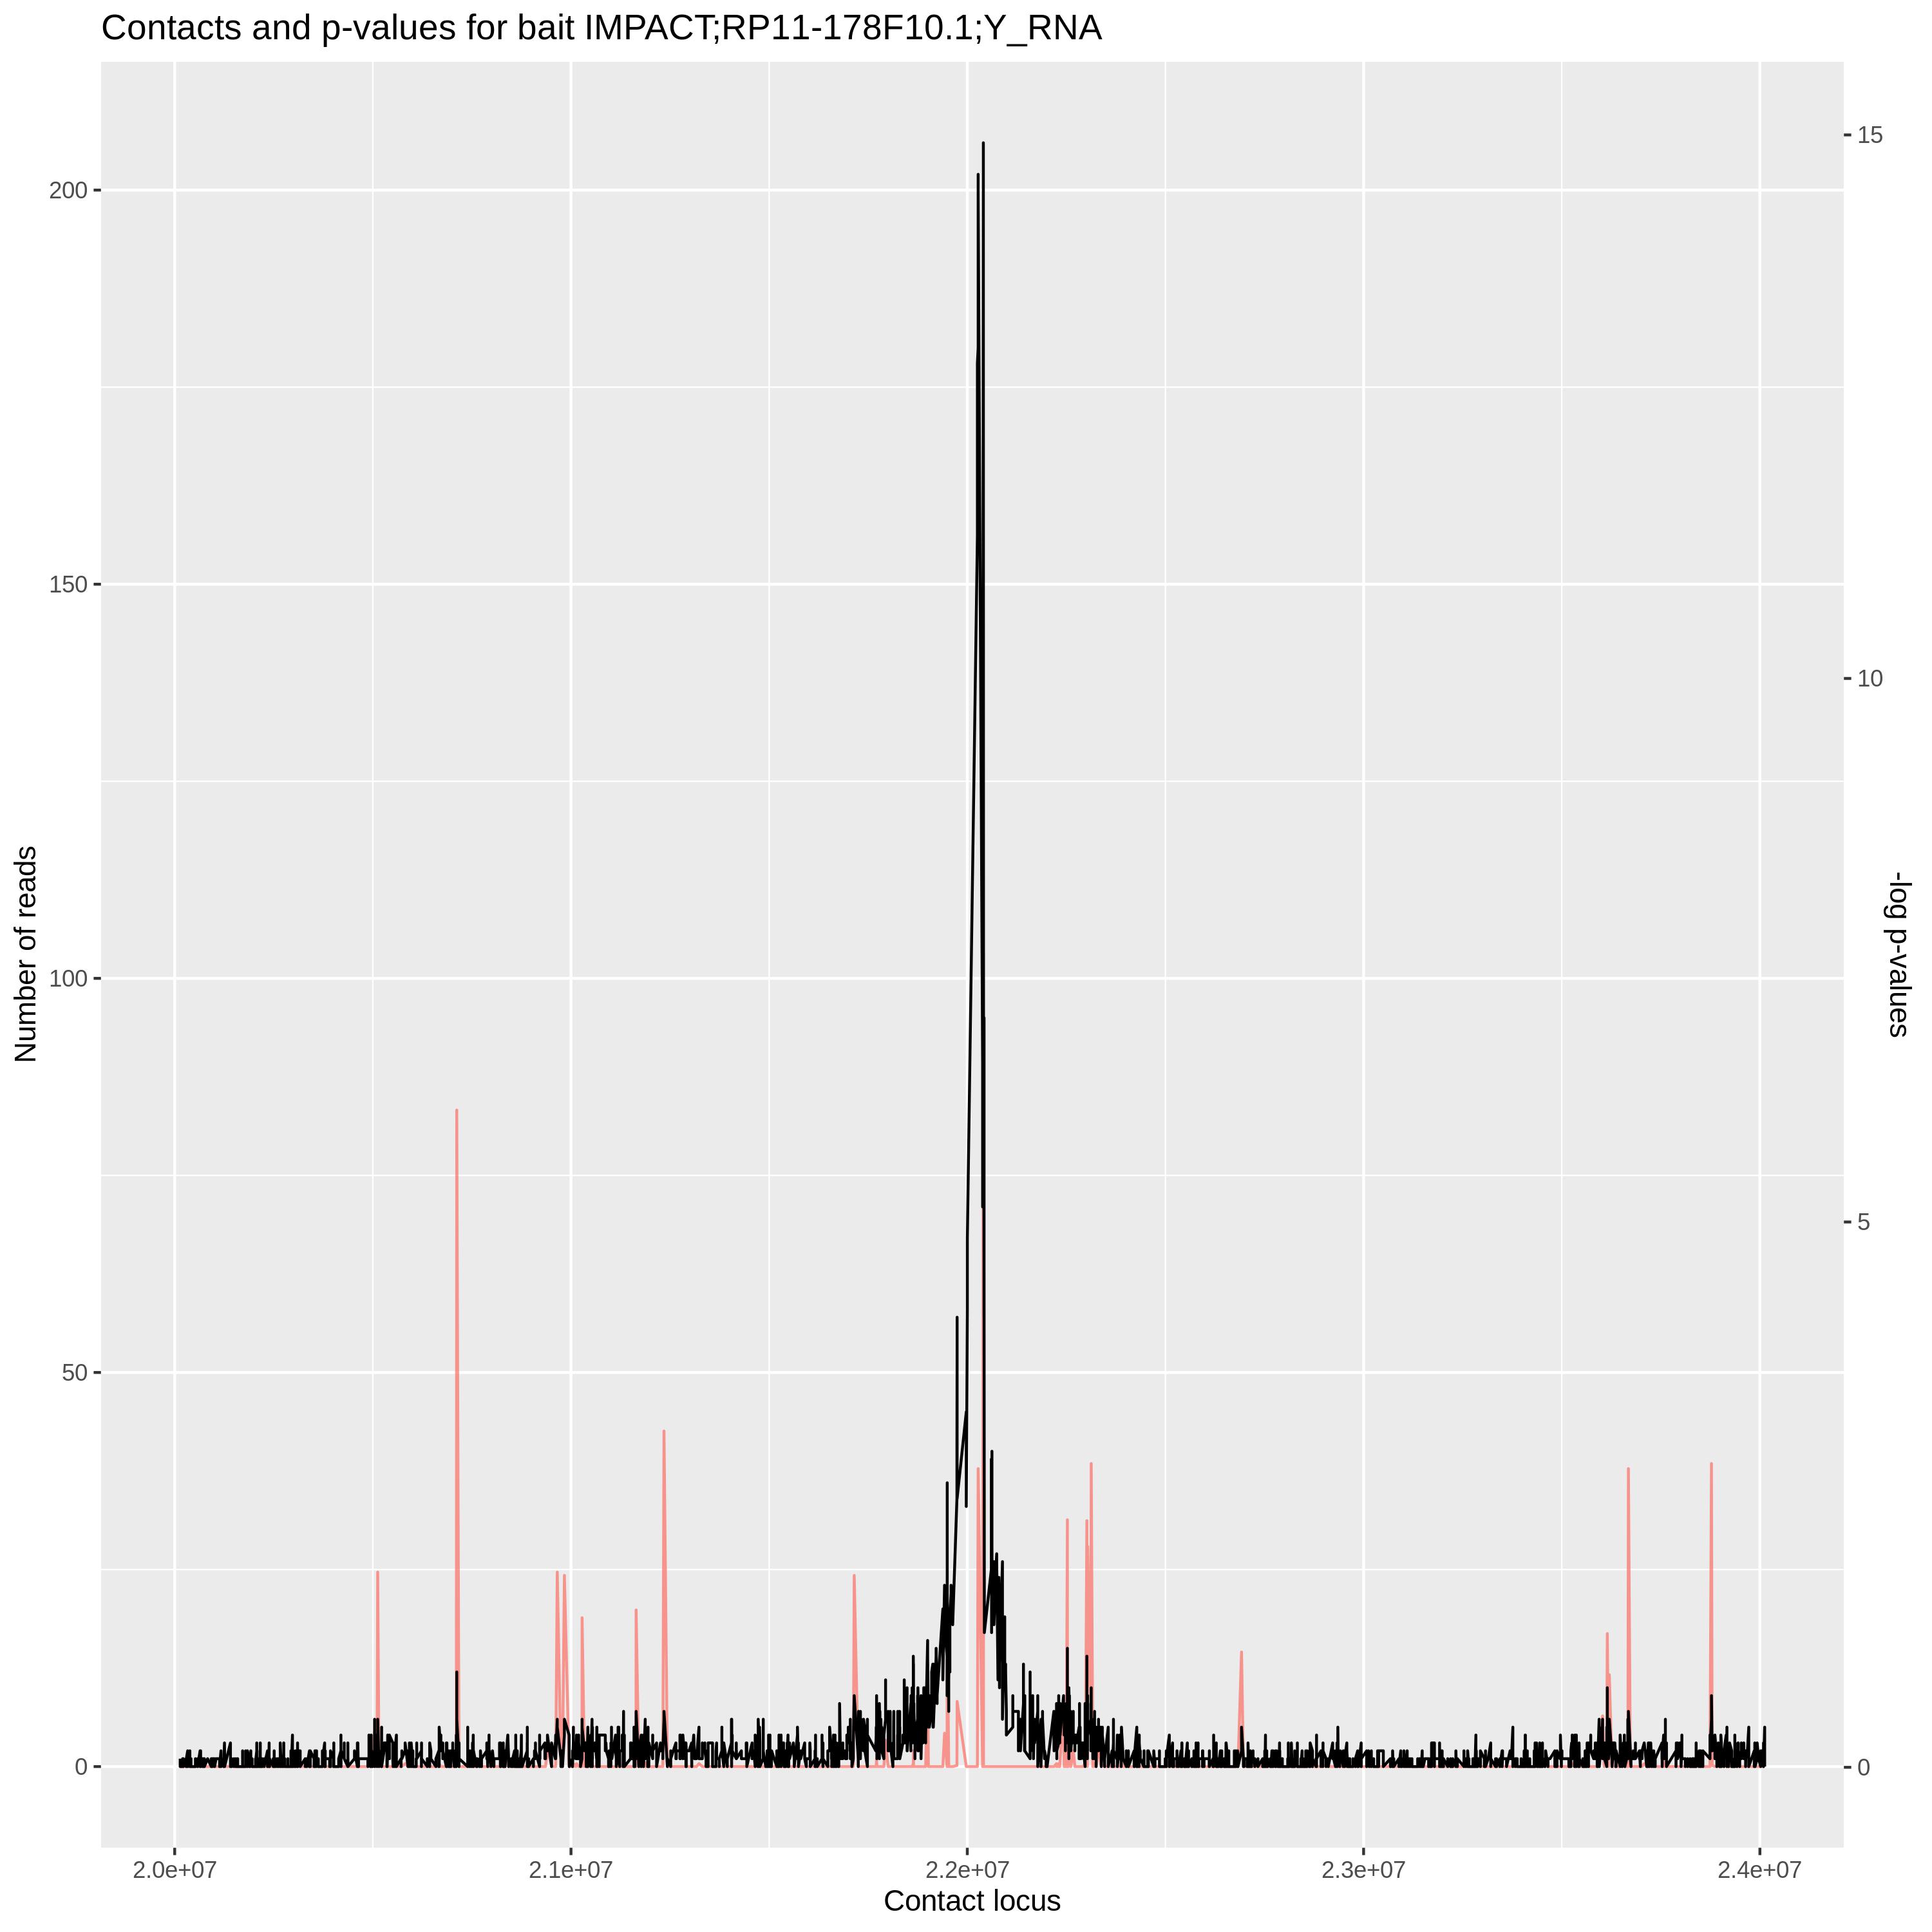 Contacts and p-values for bait IMPACT;RP11-178F10.1;Y_RNA
200
150
100
50
0
Number of reads
15
10
5
0
-log p-values
2.0e+07
2.1e+07
2.2e+07
2.3e+07
2.4e+07
Contact locus